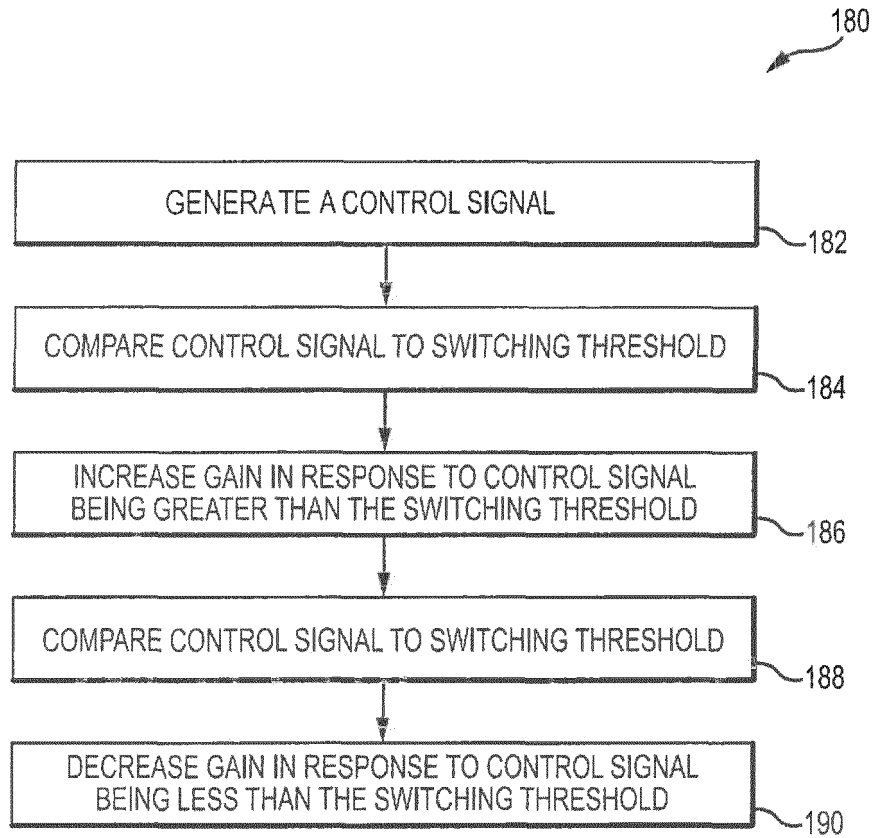 180
GENERATE A CONTROL SIGNAL
182
COMPARE CONTROL SIGNAL TO SWITCHING THRESHOLD
184
INCREASE GAIN IN RESPONSE TO CONTROL SIGNAL
BEING GREATER THAN THE SWITCHING THRESHOLD
186
COMPARE CONTROL SIGNAL TO SWITCHING THRESHOLD
188
DECREASE GAIN IN RESPONSE TO CONTROL SIGNAL
BEING LESS THAN THE SWITCHING THRESHOLD
190